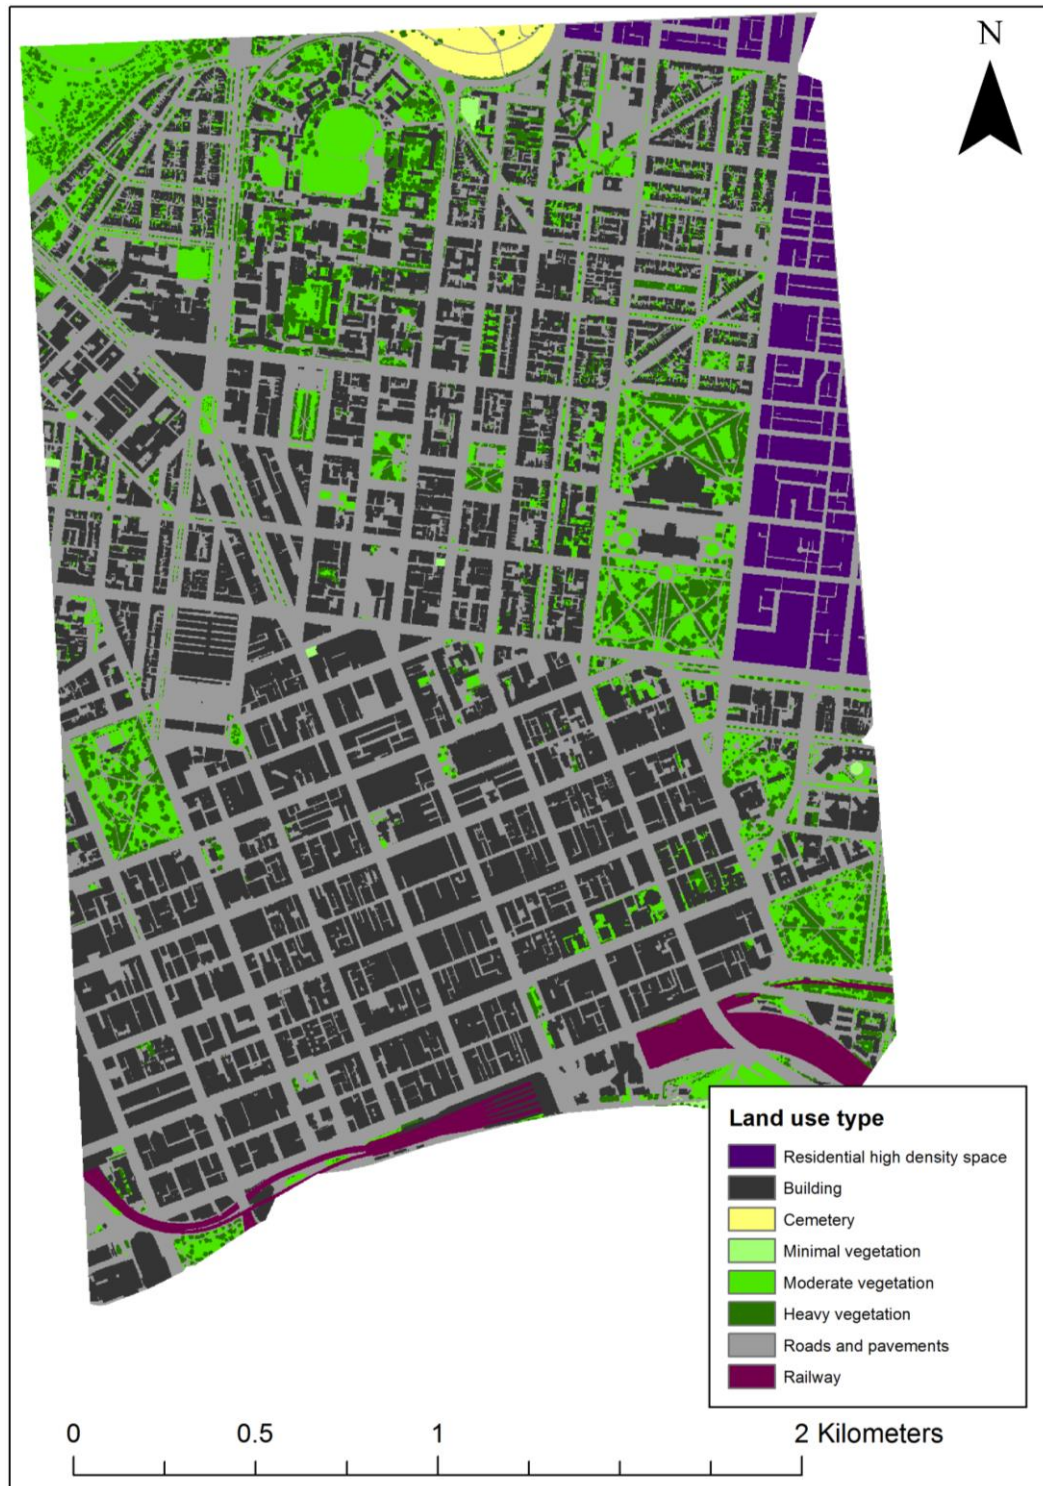 N
Land use type
Residential high density space
Building
Cemetery
Minimal vegetation
Moderate vegetation
Heavy vegetation
Roads and pavements
Railway
0 0.5 1 2 Kilometers